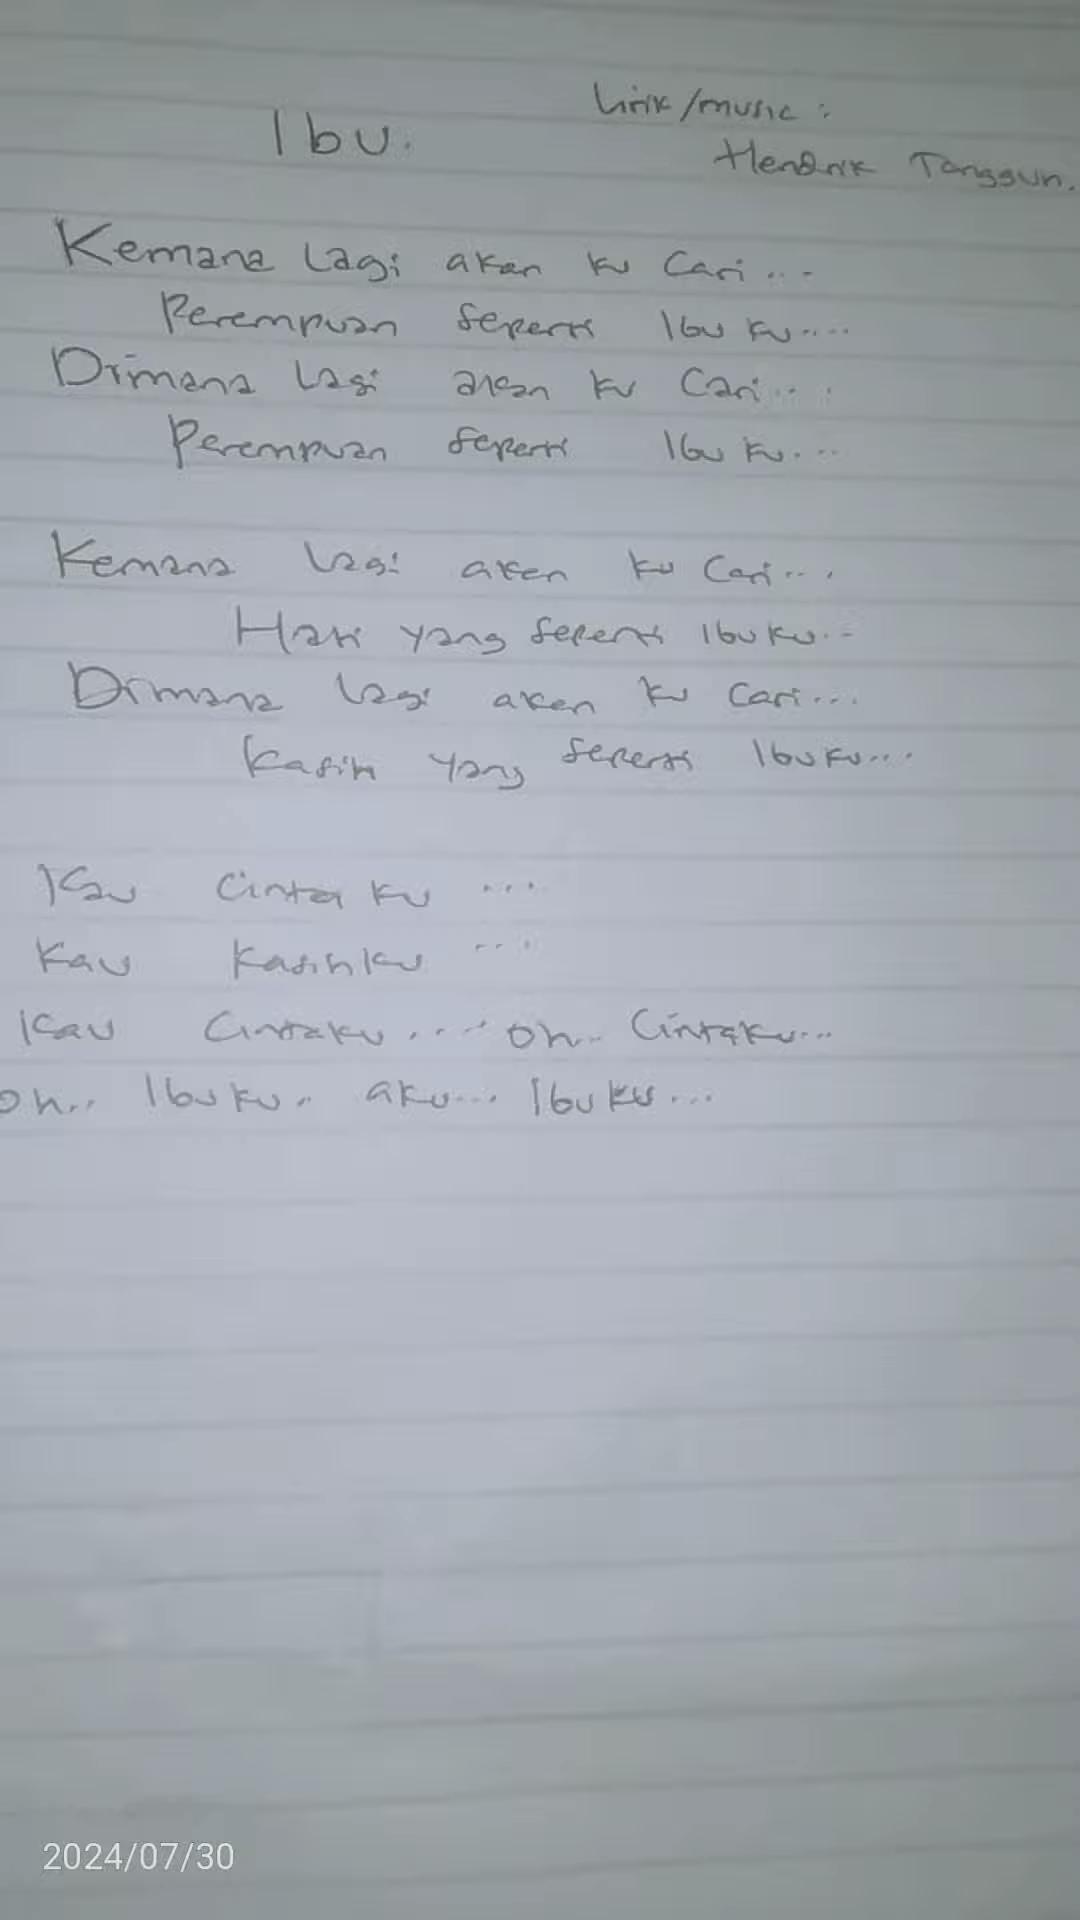 Lirik/music :
Ibu.
Hendrik Tanggun.
Kemana Lagi akan ku Cari...
Perempuan seperti Ibu ku....
Dimana Lagi akan ku Cari...
Perempuan seperti Ibu ku...
Kemana Lagi akan ku Cari...
Hati yang seperti Ibuku...
Dimana Lagi akan ku Cari...
Kasih yang seperti Ibuku...
Kau Cinta ku ...
Kau Kasihku ...
Kau Cintaku .... oh.. Cintaku...
oh.. Ibuku.. aku... Ibuku...
2024/07/30